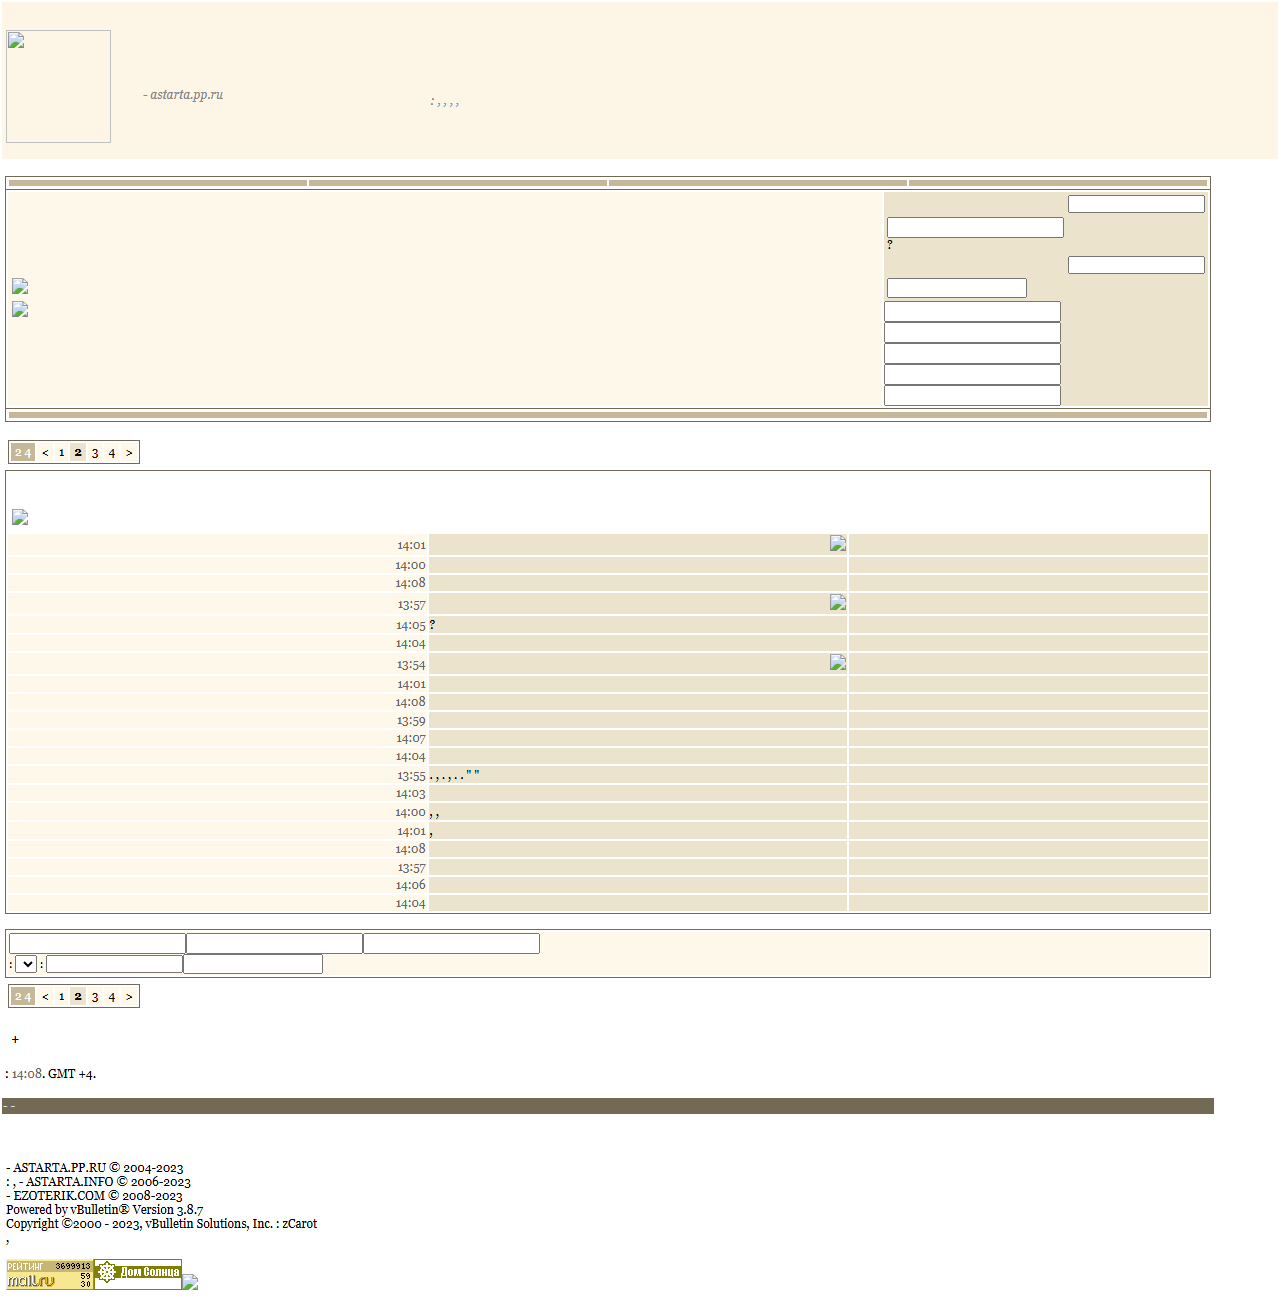 - astarta.pp.ru
: , , , ,
?
2 4 < 1 2 3 4 >
14:01
14:00
14:08
13:57
14:05 ?
14:04
13:54
14:01
14:08
13:59
14:07
14:04
13:55 . , . , . . " "
14:03
14:00 , ,
14:01 ,
14:08
13:57
14:06
14:04
: :
2 4 < 1 2 3 4 >
+
: 14:08. GMT +4.
- -
- ASTARTA.PP.RU © 2004-2023
: , - ASTARTA.INFO © 2006-2023
- EZOTERIK.COM © 2008-2023
Powered by vBulletin® Version 3.8.7
Copyright ©2000 - 2023, vBulletin Solutions, Inc. : zCarot
,
РЕЙТИНГ 3699913
mail.ru 59
30
Дом Солнца